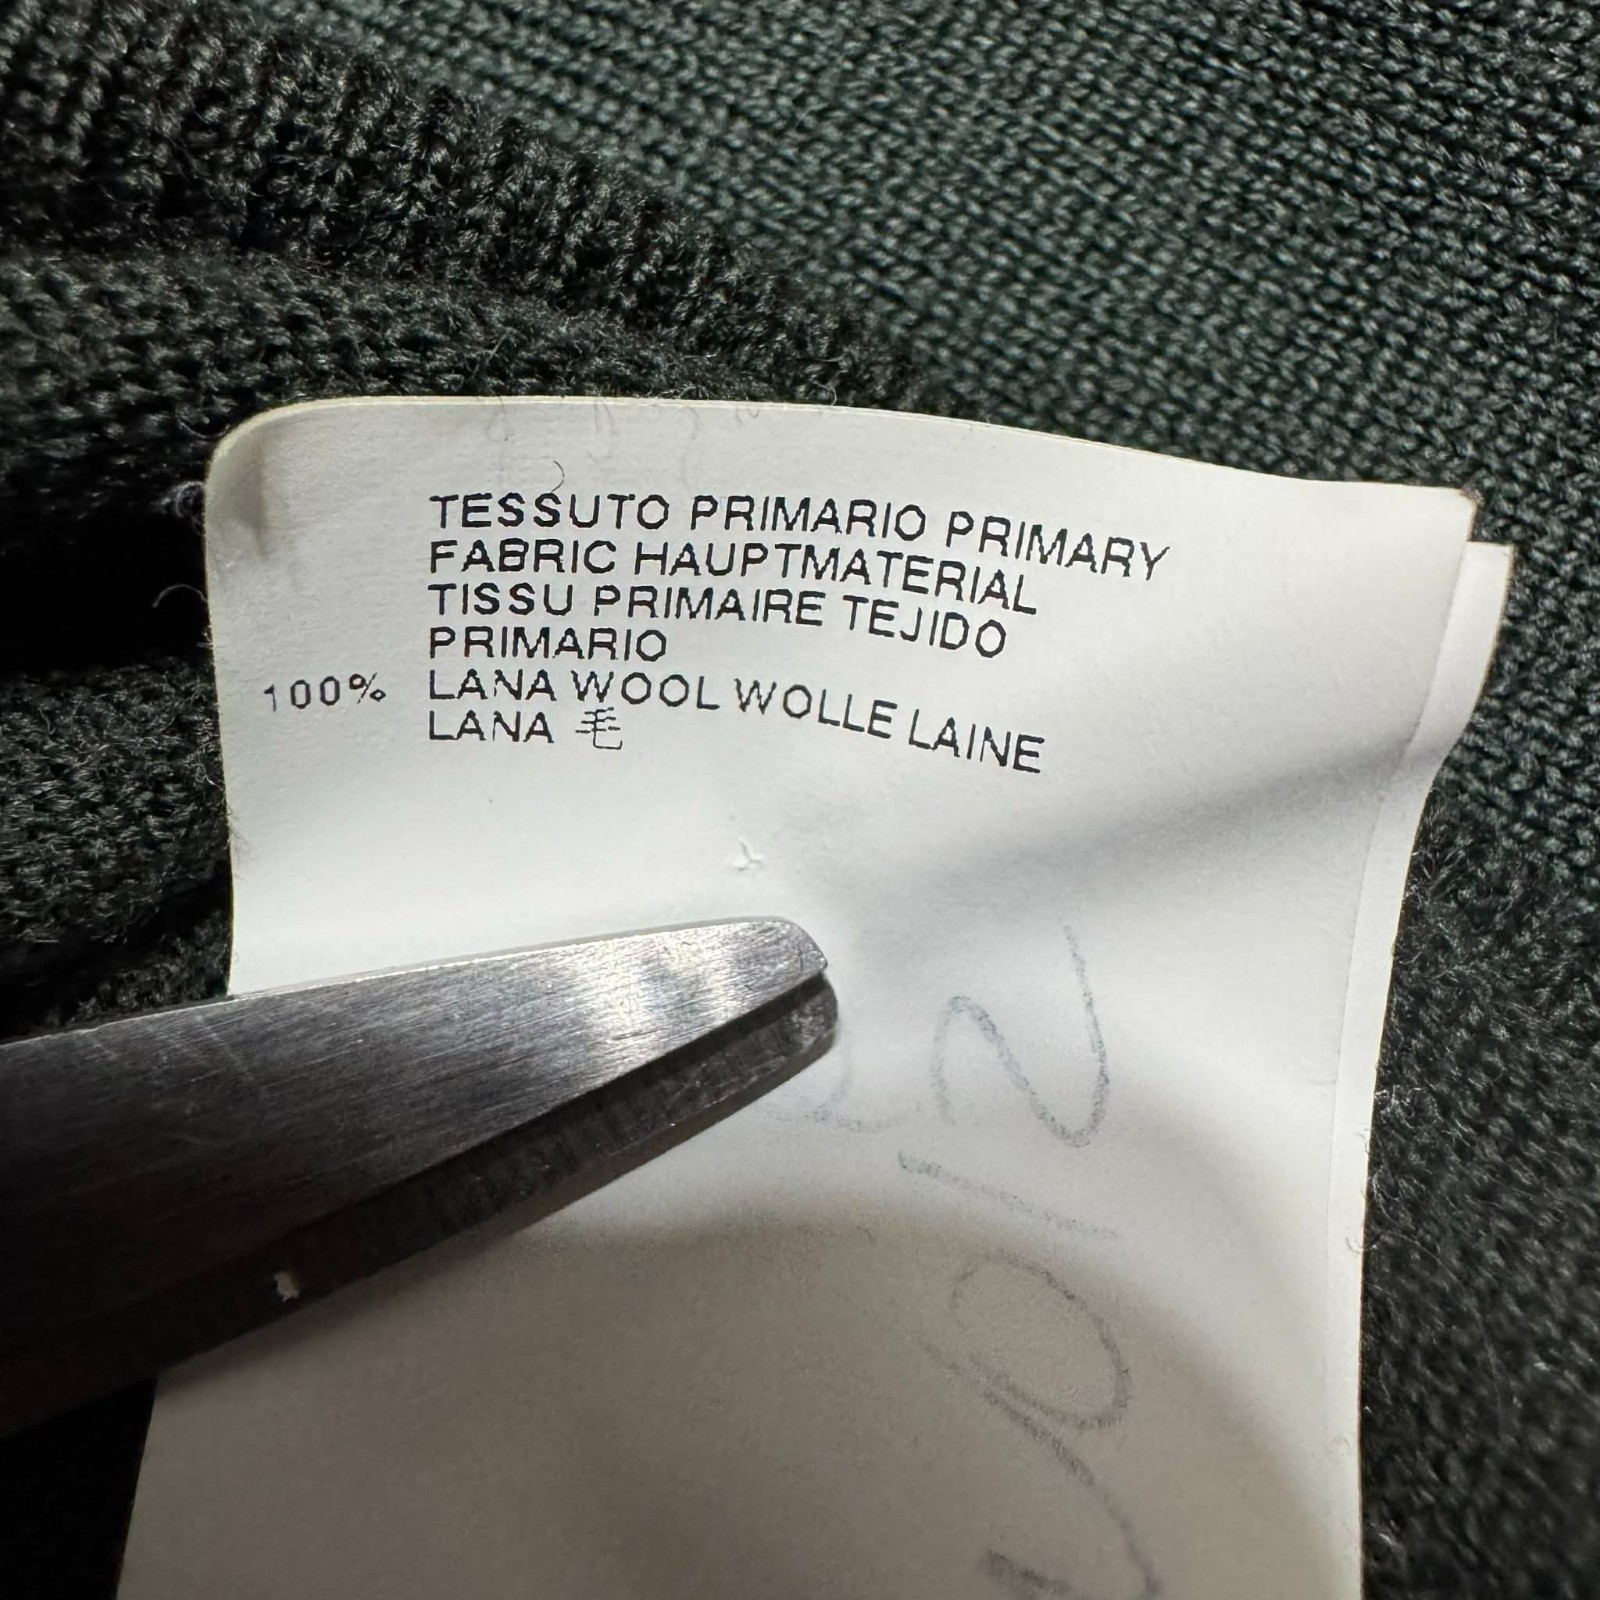 TESSUTO PRIMARIO PRIMARY
FABRIC HAUPTMATERIAL
TISSU PRIMAIRE TEJIDO
PRIMARIO
100% LANA WOOL WOLLE LAINE
LANA 毛